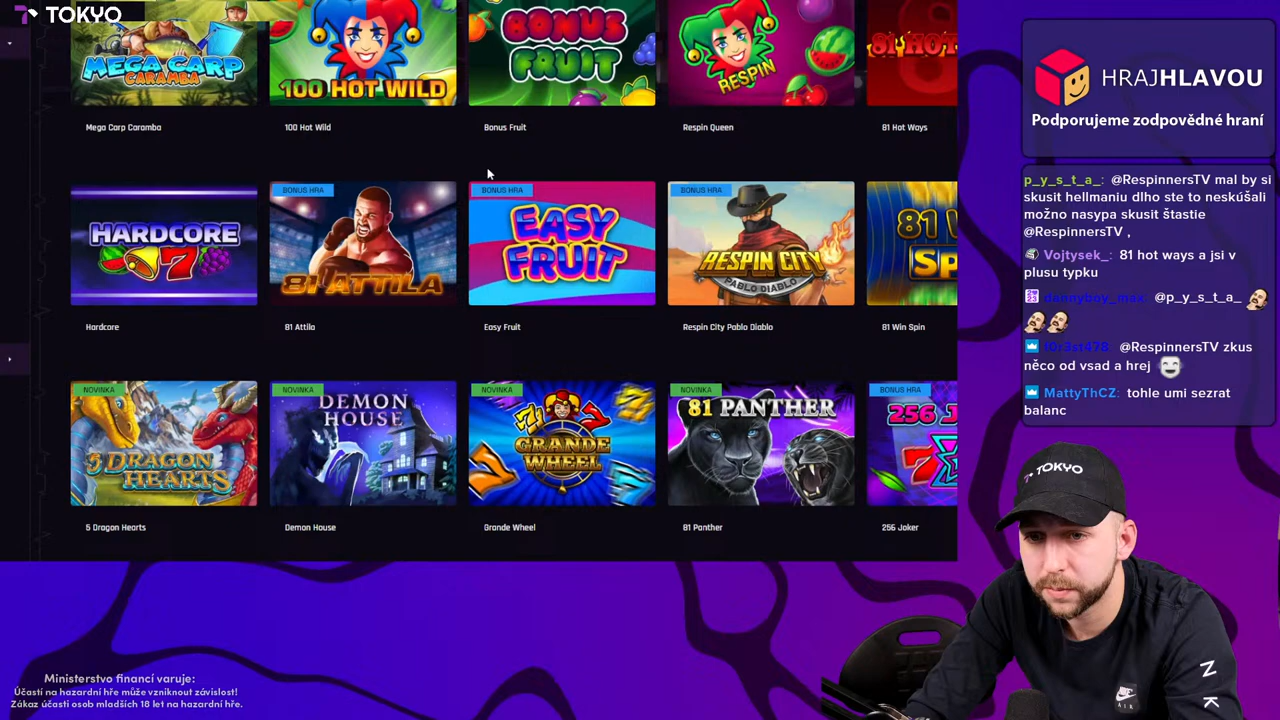 TOKYO
MEGA CARP
CARAMBA
100 HOT WILD
BONUS
FRUIT
RESPIN
81 HOT
Mega Carp Caramba
100 Hot Wild
Bonus Fruit
Respin Queen
81 Hot Ways
HARDCORE
7
BONUS HRA
81 ATTILA
BONUS HRA
EASY
FRUIT
BONUS HRA
RESPIN CITY
PABLO DIABLO
81
Hardcore
81 Attila
Easy Fruit
Respin City Pablo Diablo
81 Win Spin
NOVINKA
5 DRAGON
HEARTS
NOVINKA
DEMON
HOUSE
NOVINKA
GRANDE
WHEEL
NOVINKA
81 PANTHER
BONUS HRA
256
5 Dragon Hearts
Demon House
Grande Wheel
81 Panther
256 Joker
HRAJHLAVOU
Podporujeme zodpovědné hraní
p_y_s_t_a_: @RespinnersTV mal by si
skusit hellmaniu dlho ste to neskúšali
možno nasypa skusit štastie
@RespinnersTV ,
Vojtysek_: 81 hot ways a jsi v
plusu typku
dannyboy_max @p_y_s_t_a_
f0r3st478: @RespinnersTV zkus
něco od vsad a hrej
MattyThCZ: tohle umi sezrat
balanc
TOKYO
Z
K
AIR
Ministerstvo financí varuje:
Účastí na hazardní hře může vzniknout závislost!
Zákaz účasti osob mladších 18 let na hazardní hře.